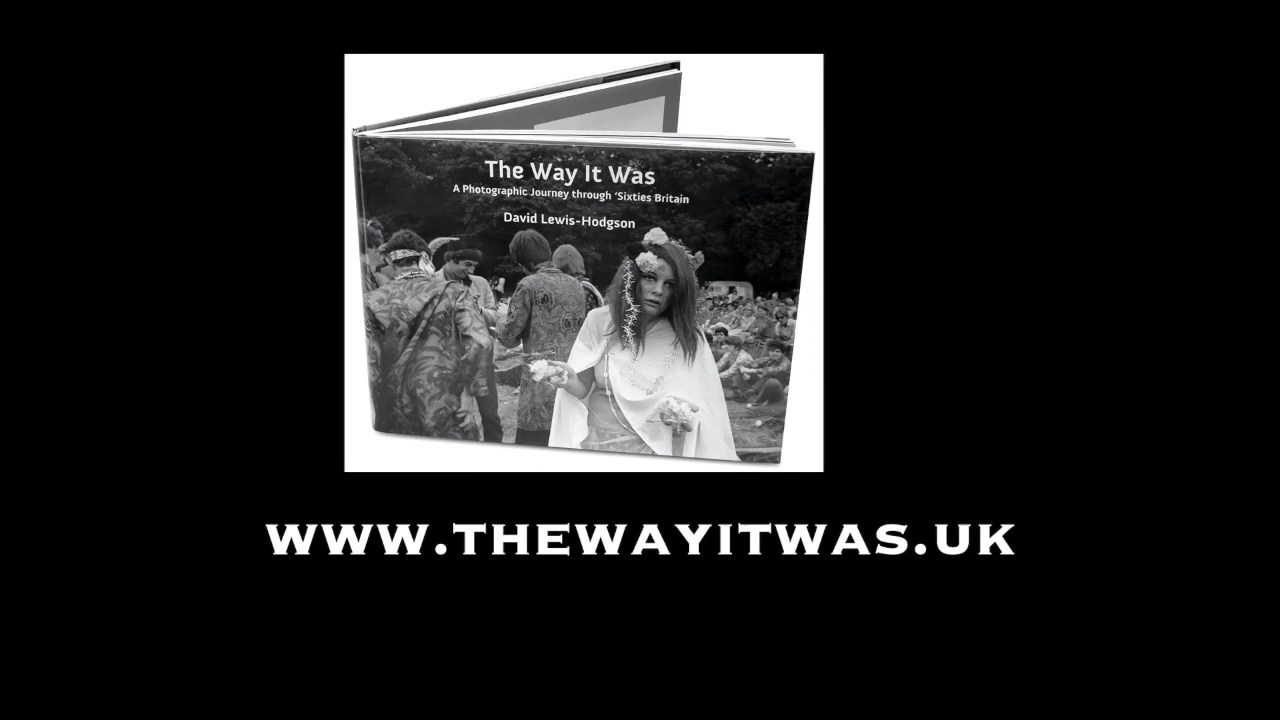 The Way It Was
A Photographic Journey through ‘Sixties Britain
David Lewis-Hodgson
WWW.THEWAYITWAS.UK